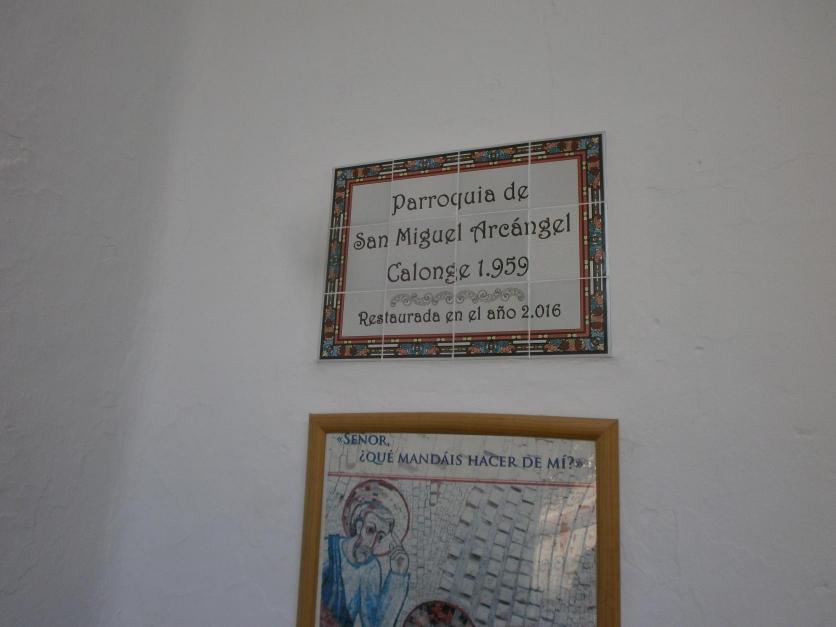 Parroquia de
San Miguel Arcángel
Calonge 1.959
Restaurada en el año 2.016
«SEÑOR,
¿QUÉ MANDÁIS HACER DE MÍ?»